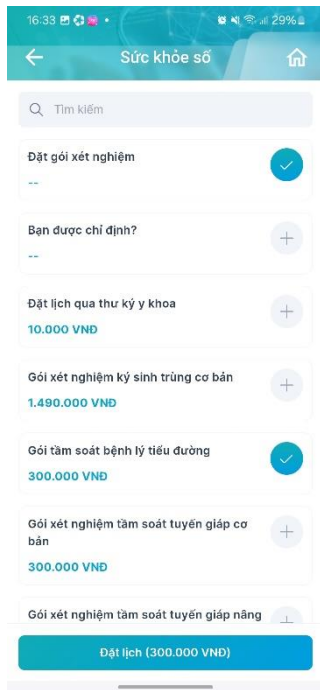 16:33
29%
Sức khỏe số
Tìm kiếm
Đặt gói xét nghiệm
--
Bạn được chỉ định?
--
Đặt lịch qua thư ký y khoa
10.000 VNĐ
Gói xét nghiệm ký sinh trùng cơ bản
1.490.000 VNĐ
Gói tầm soát bệnh lý tiểu đường
300.000 VNĐ
Gói xét nghiệm tầm soát tuyến giáp cơ
bản
300.000 VNĐ
Gói xét nghiệm tầm soát tuyến giáp nâng
Đặt lịch (300.000 VNĐ)